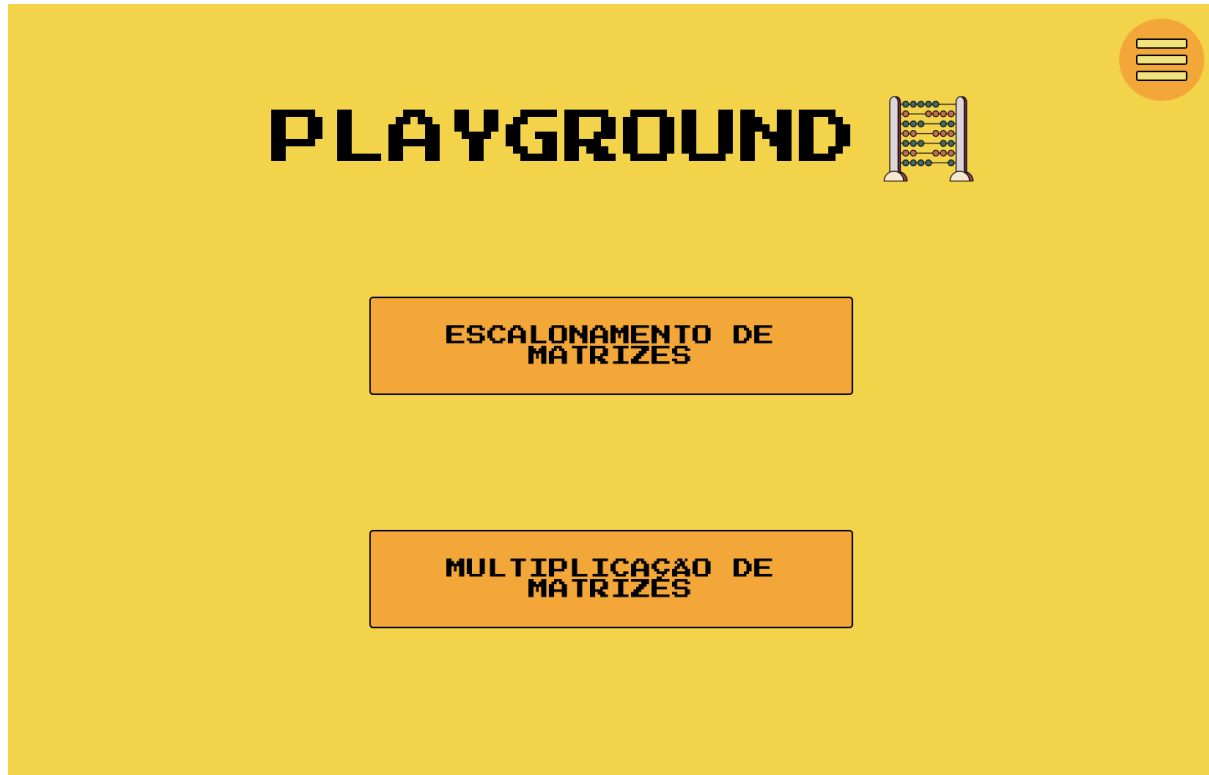 PLAYGROUND
ESCALONAMENTO DE
MATRIZES
MULTIPLICAÇÃO DE
MATRIZES